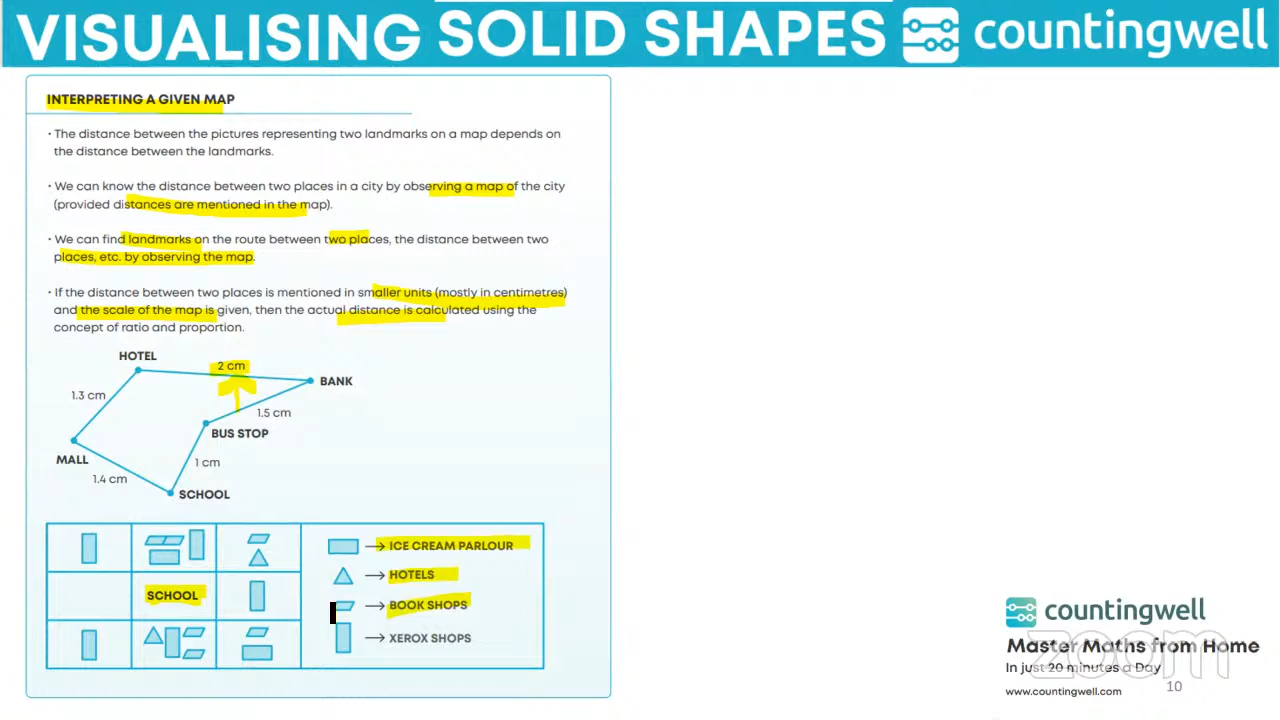 VISUALISING SOLID SHAPES
countingwell
INTERPRETING A GIVEN MAP
• The distance between the pictures representing two landmarks on a map depends on
the distance between the landmarks.
• We can know the distance between two places in a city by observing a map of the city
(provided distances are mentioned in the map).
• We can find landmarks on the route between two places, the distance between two
places, etc. by observing the map.
• If the distance between two places is mentioned in smaller units (mostly in centimetres)
and the scale of the map is given, then the actual distance is calculated using the
concept of ratio and proportion.
HOTEL
2 cm
BANK
1.3 cm
1.5 cm
BUS STOP
MALL
1 cm
1.4 cm
SCHOOL
ICE CREAM PARLOUR
HOTELS
SCHOOL
BOOK SHOPS
XEROX SHOPS
countingwell
Master Maths from Home
In just 20 minutes a Day
www.countingwell.com
10
zoom